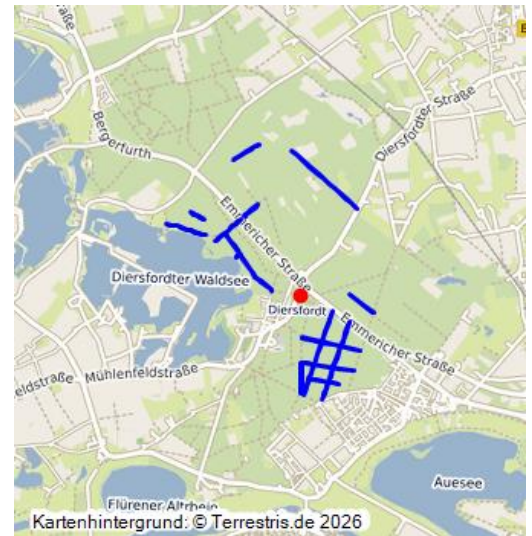 B
Bergerfurth
Diersfordter Straße
Emmericher Straße
Diersfordter Waldsee
Diersfordt
Emmericher Straße
Mühlenfeldstraße
feldstraße
Auesee
Flürener Altrhein
Kartenhintergrund: © Terrestris.de 2026